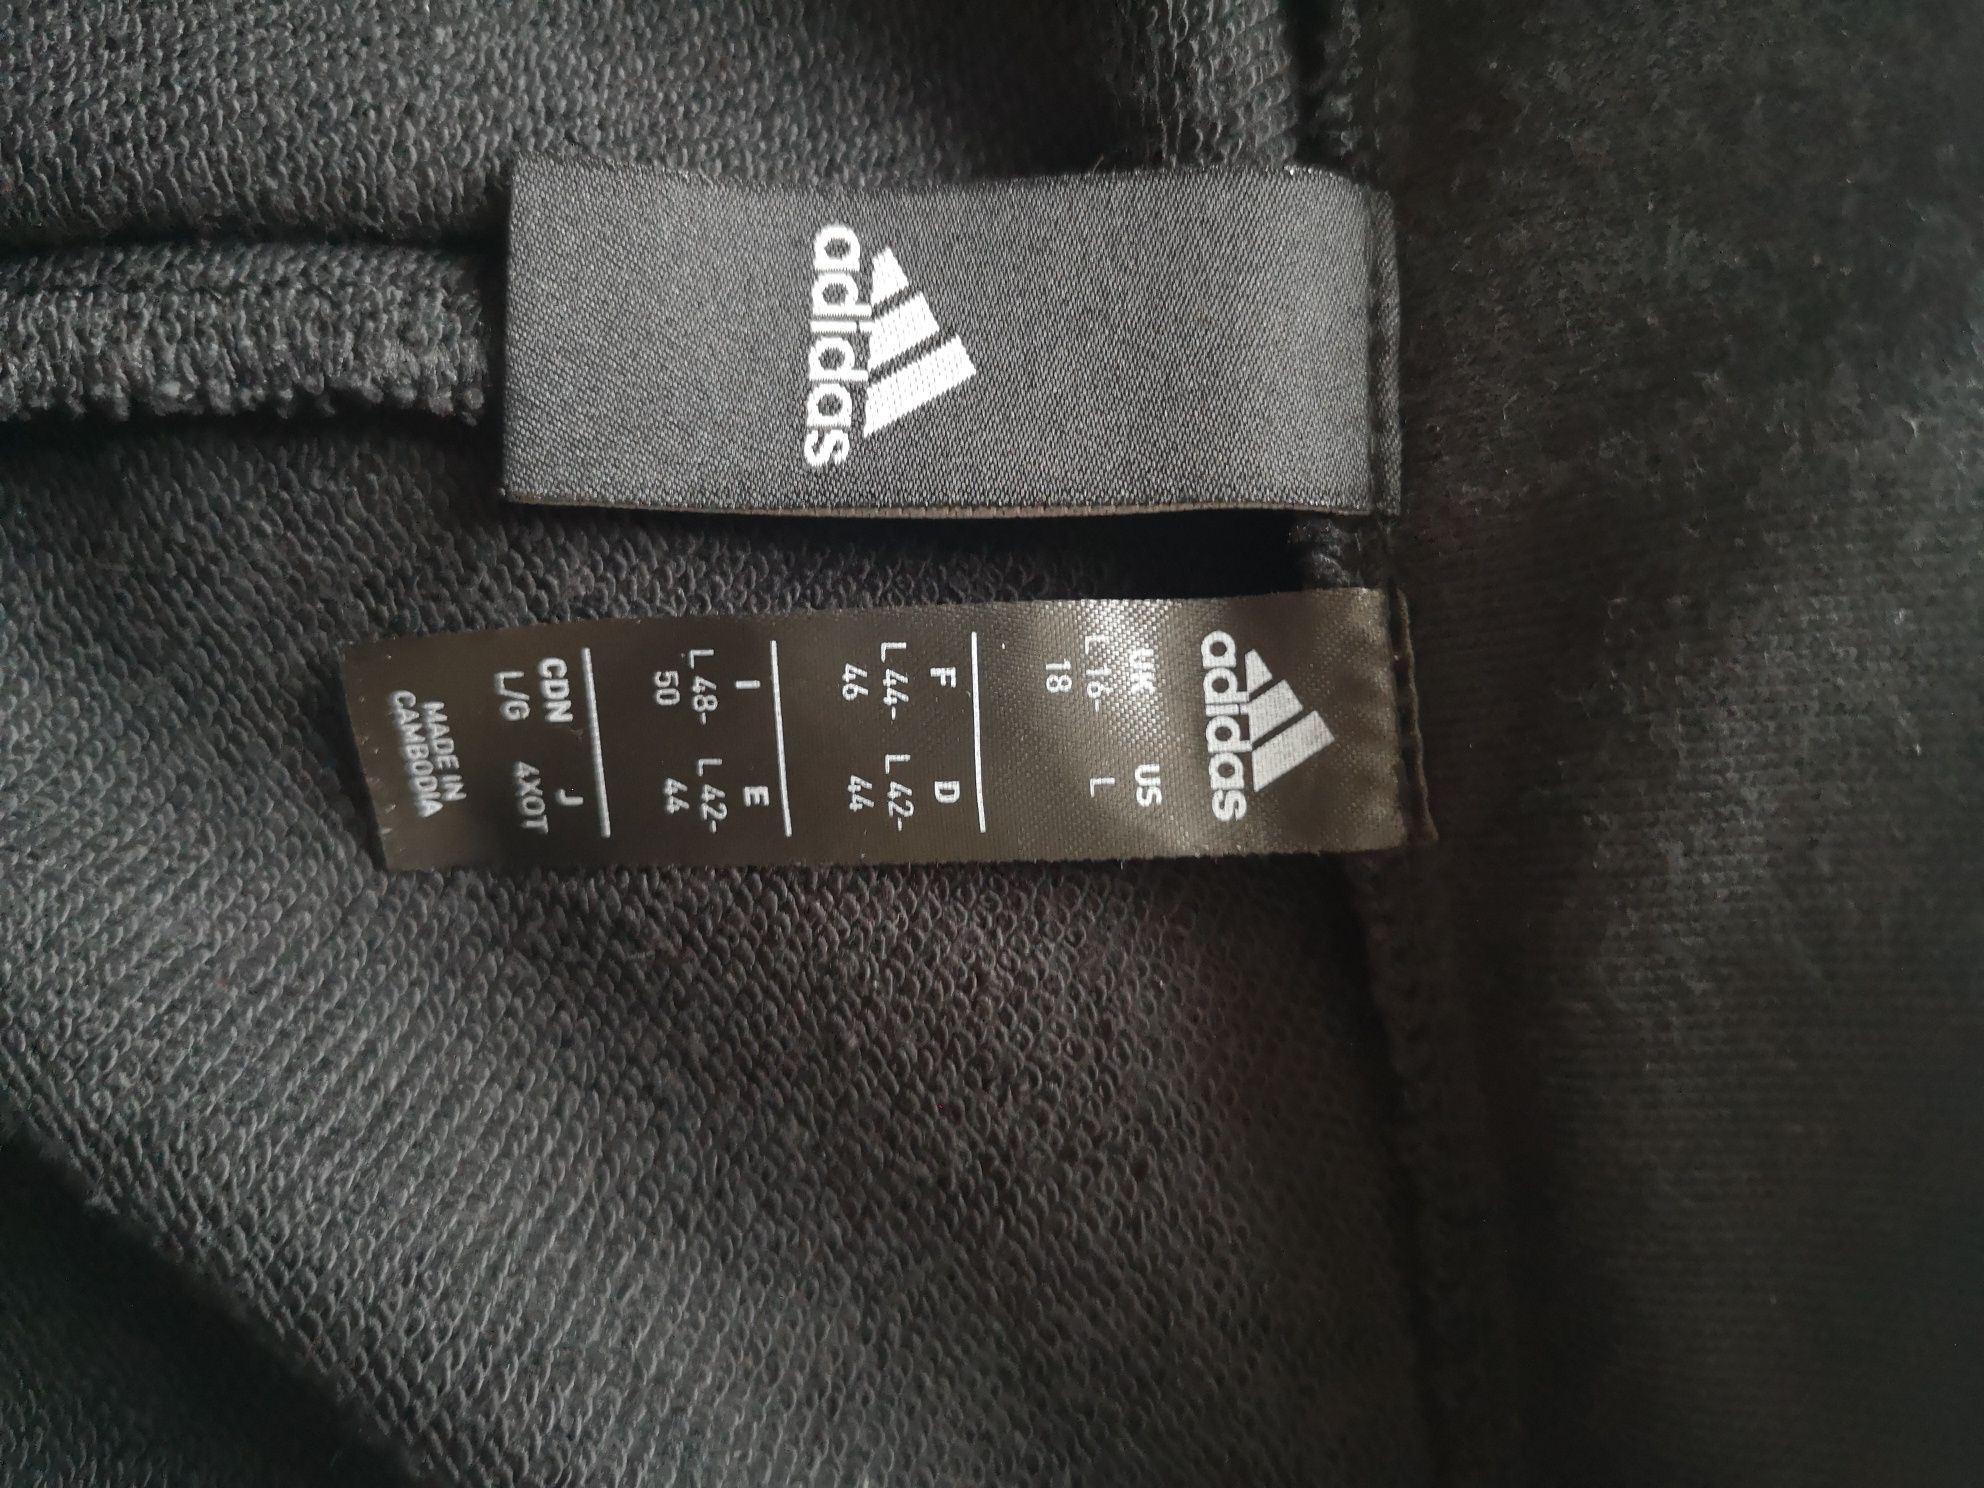 adidas
adidas
UK US
L 16- L
18
F D
L 44- L 42-
46 44
I E
L 48- L 42-
50 44
CDN J
L/G 4XOT
MADE IN
CAMBODIA